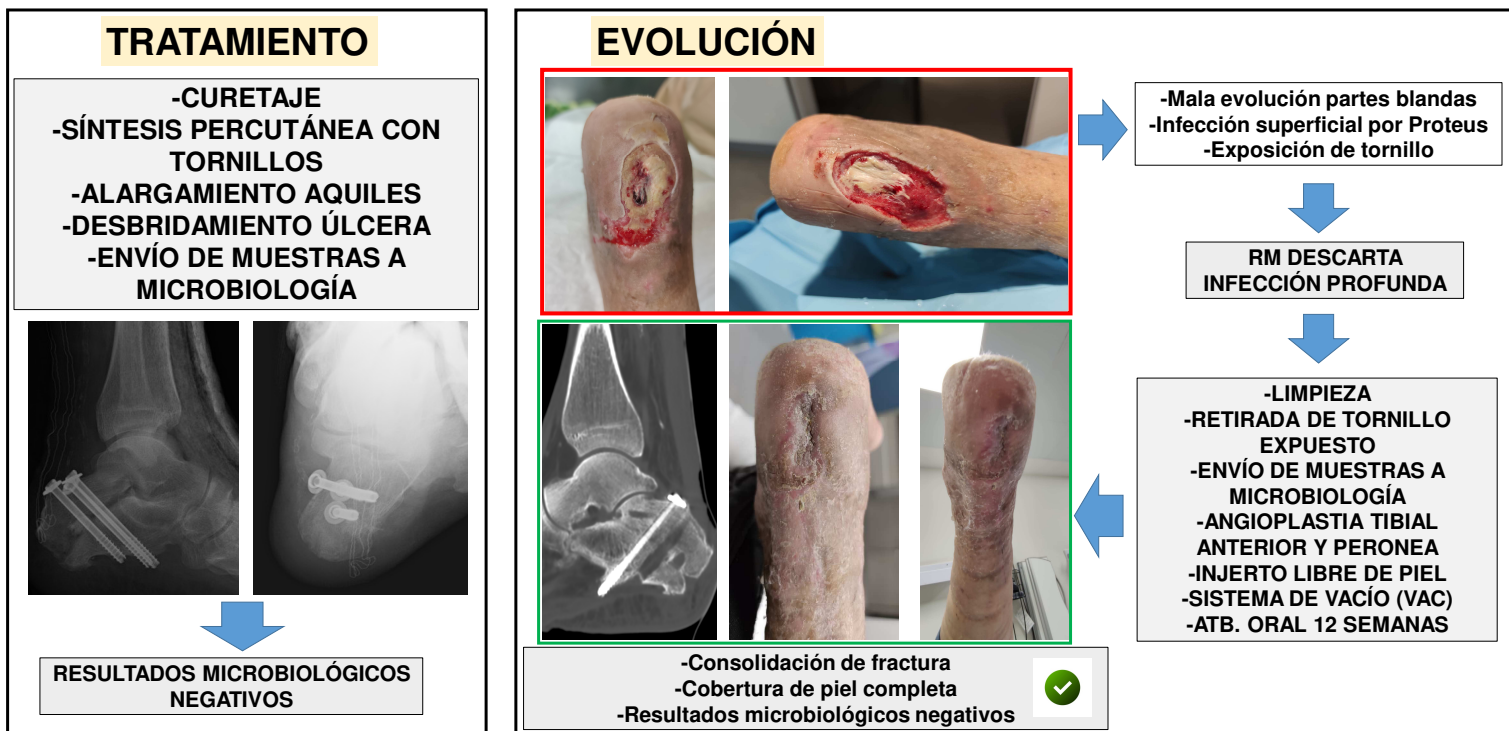 TRATAMIENTO
-CURETAJE
-SÍNTESIS PERCUTÁNEA CON
TORNILLOS
-ALARGAMIENTO AQUILES
-DESBRIDAMIENTO ÚLCERA
-ENVÍO DE MUESTRAS A
MICROBIOLOGÍA
RESULTADOS MICROBIOLÓGICOS
NEGATIVOS
EVOLUCIÓN
-Mala evolución partes blandas
-Infección superficial por Proteus
-Exposición de tornillo
RM DESCARTA
INFECCIÓN PROFUNDA
-LIMPIEZA
-RETIRADA DE TORNILLO
EXPUESTO
-ENVÍO DE MUESTRAS A
MICROBIOLOGÍA
-ANGIOPLASTIA TIBIAL
ANTERIOR Y PERONEA
-INJERTO LIBRE DE PIEL
-SISTEMA DE VACÍO (VAC)
-ATB. ORAL 12 SEMANAS
-Consolidación de fractura
-Cobertura de piel completa
-Resultados microbiológicos negativos